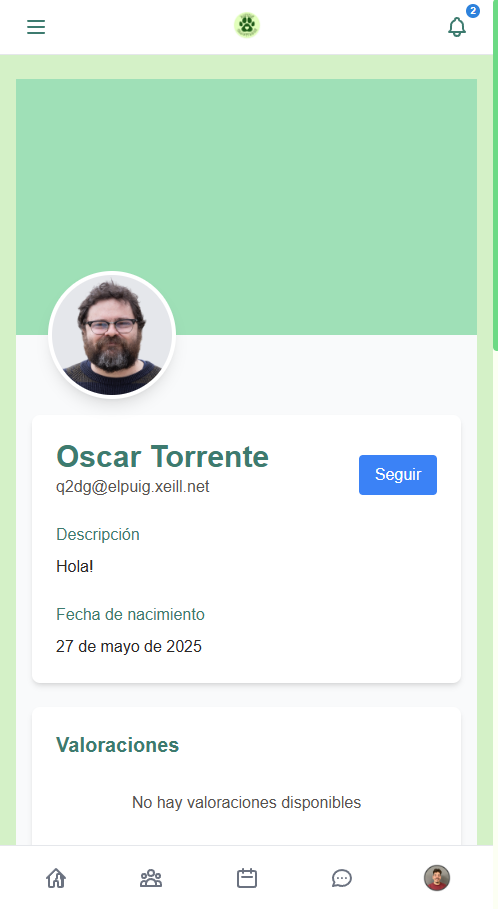 2
Oscar Torrente
q2dg@elpuig.xeill.net
Seguir
Descripción
Hola!
Fecha de nacimiento
27 de mayo de 2025
Valoraciones
No hay valoraciones disponibles